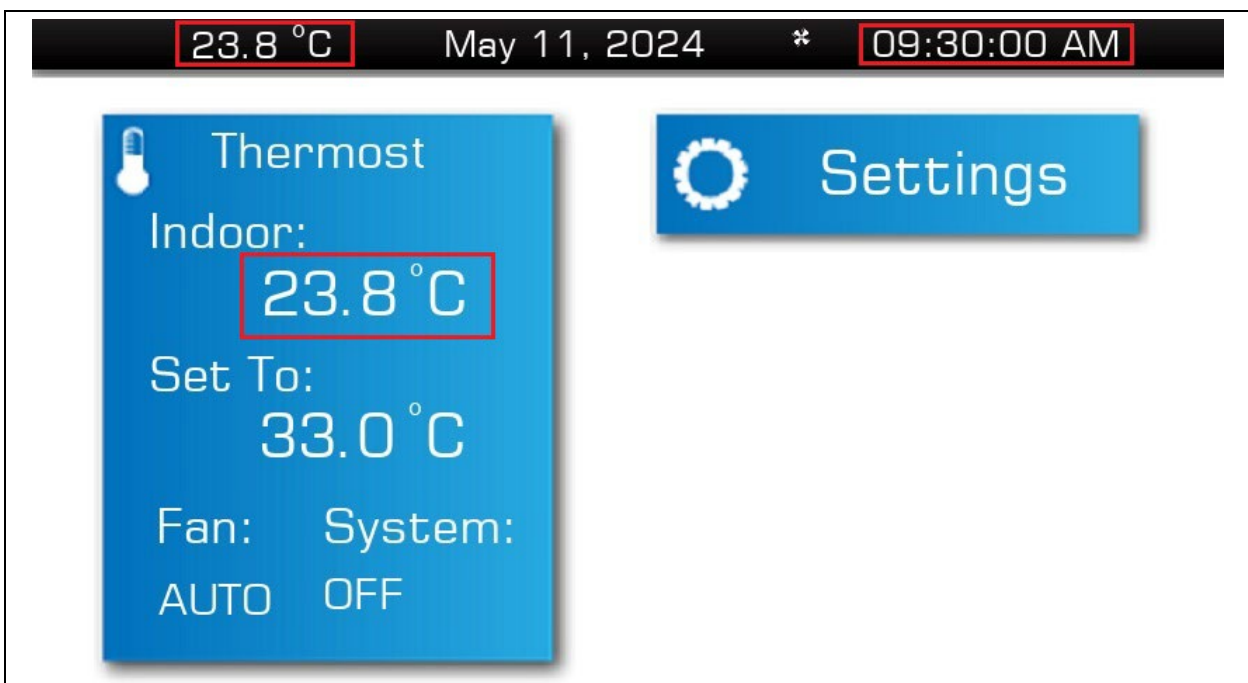 23.8 °C May 11, 2024 09:30:00 AM
Thermost
Indoor:
23.8 °C
Set To:
33.0 °C
Fan: System:
AUTO OFF
Settings